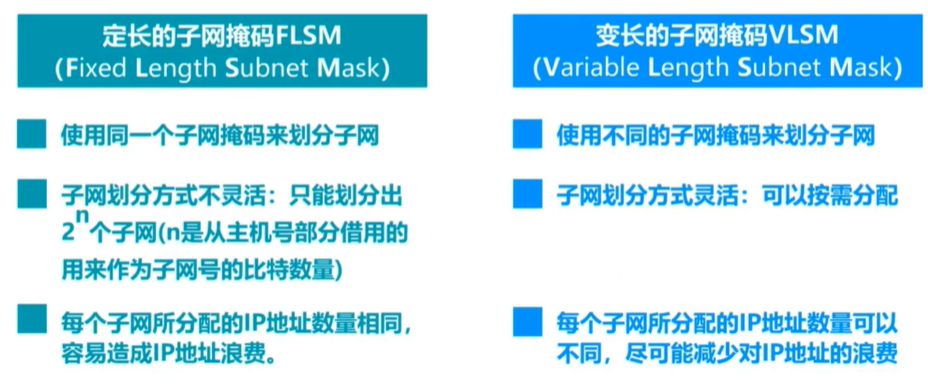 定长的子网掩码FLSM
(Fixed Length Subnet Mask)
使用同一个子网掩码来划分子网
子网划分方式不灵活：只能划分出
2ⁿ个子网(n是从主机号部分借用的
用来作为子网号的比特数量)
每个子网所分配的IP地址数量相同，
容易造成IP地址浪费。
变长的子网掩码VLSM
(Variable Length Subnet Mask)
使用不同的子网掩码来划分子网
子网划分方式灵活：可以按需分配
每个子网所分配的IP地址数量可以
不同，尽可能减少对IP地址的浪费